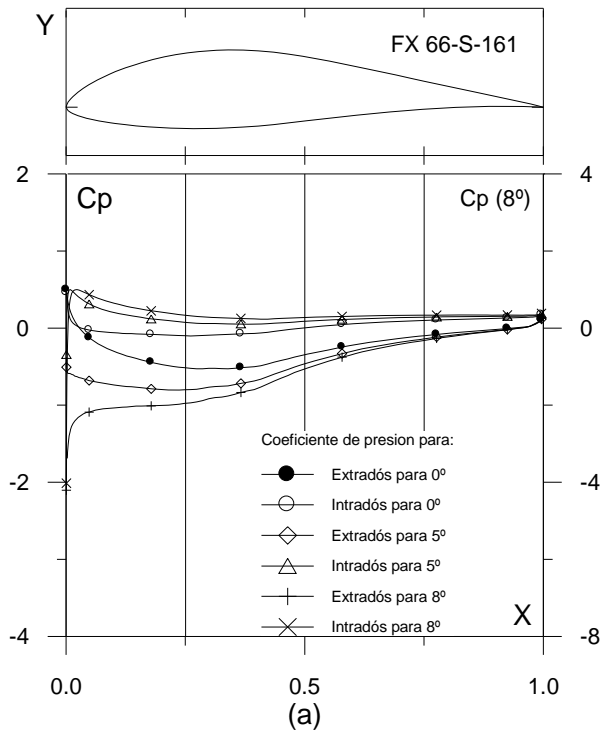 Y
FX 66-S-161
2
4
Cp
Cp (8º)
0
0
Coeficiente de presion para:
Extradós para 0º
Intradós para 0º
-2
-4
Extradós para 5º
Intradós para 5º
Extradós para 8º
Intradós para 8º
X
-4
-8
0.0
0.5
1.0
(a)